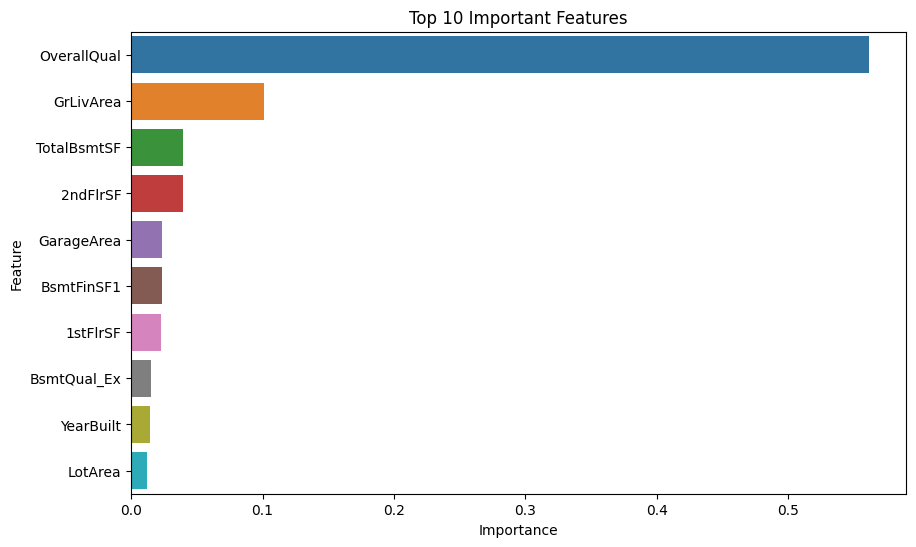 Top 10 Important Features
OverallQual
GrLivArea
TotalBsmtSF
2ndFlrSF
GarageArea
BsmtFinSF1
1stFlrSF
BsmtQual_Ex
YearBuilt
LotArea
Feature
0.0 0.1 0.2 0.3 0.4 0.5
Importance